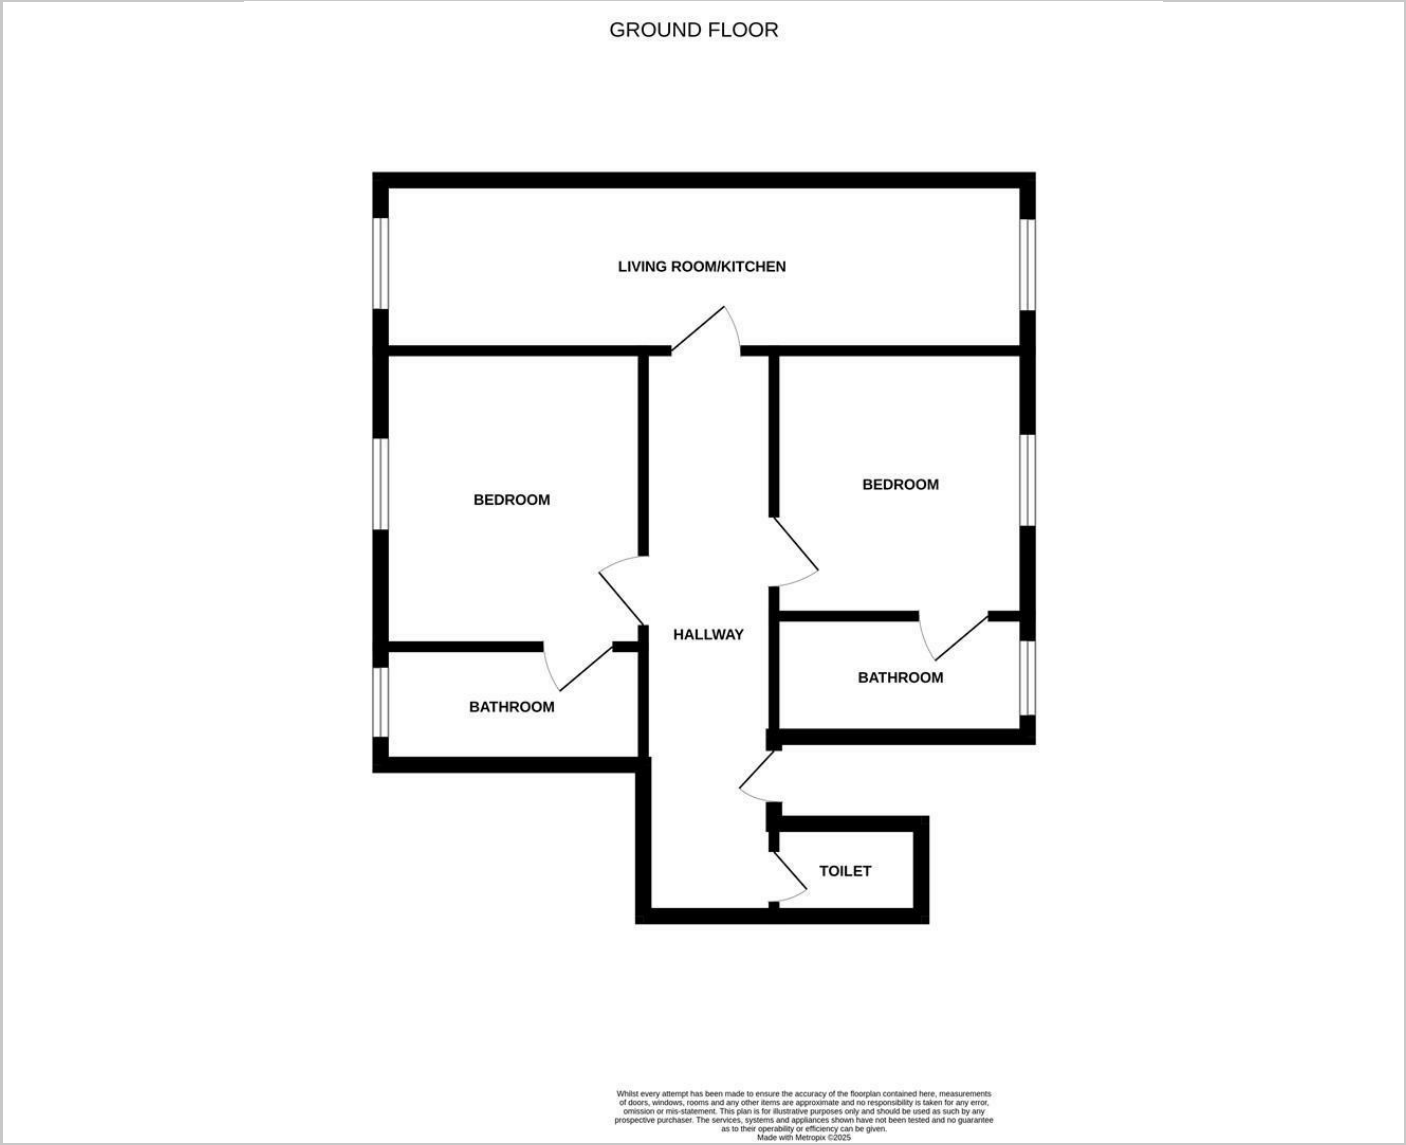 GROUND FLOOR
LIVING ROOM/KITCHEN
BEDROOM
BEDROOM
HALLWAY
BATHROOM
BATHROOM
TOILET
Whilst every attempt has been made to ensure the accuracy of the floorplan contained here, measurements
of doors, windows, rooms and any other items are approximate and no responsibility is taken for any error,
omission or mis-statement. This plan is for illustrative purposes only and should be used as such by any
prospective purchaser. The services, systems and appliances shown have not been tested and no guarantee
as to their operability or efficiency can be given.
Made with Metropix ©2025